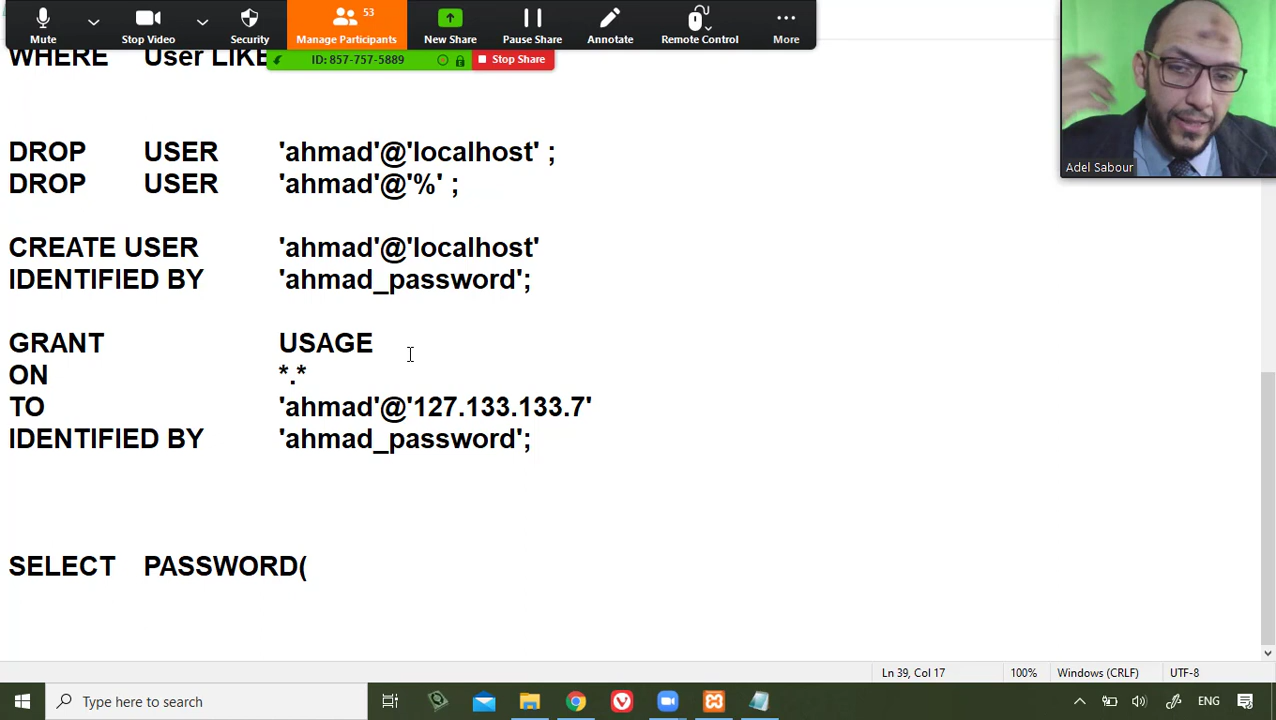 53
Mute
Stop Video
Security
Manage Participants
New Share
Pause Share
Annotate
Remote Control
More
WHERE User LIKE
ID: 857-757-5889
Stop Share
Adel Sabour
DROP USER 'ahmad'@'localhost' ;
DROP USER 'ahmad'@'%' ;
CREATE USER 'ahmad'@'localhost'
IDENTIFIED BY 'ahmad_password';
GRANT USAGE
ON *.*
TO 'ahmad'@'127.133.133.7'
IDENTIFIED BY 'ahmad_password';
SELECT PASSWORD(
Ln 39, Col 17
100%
Windows (CRLF)
UTF-8
Type here to search
ENG